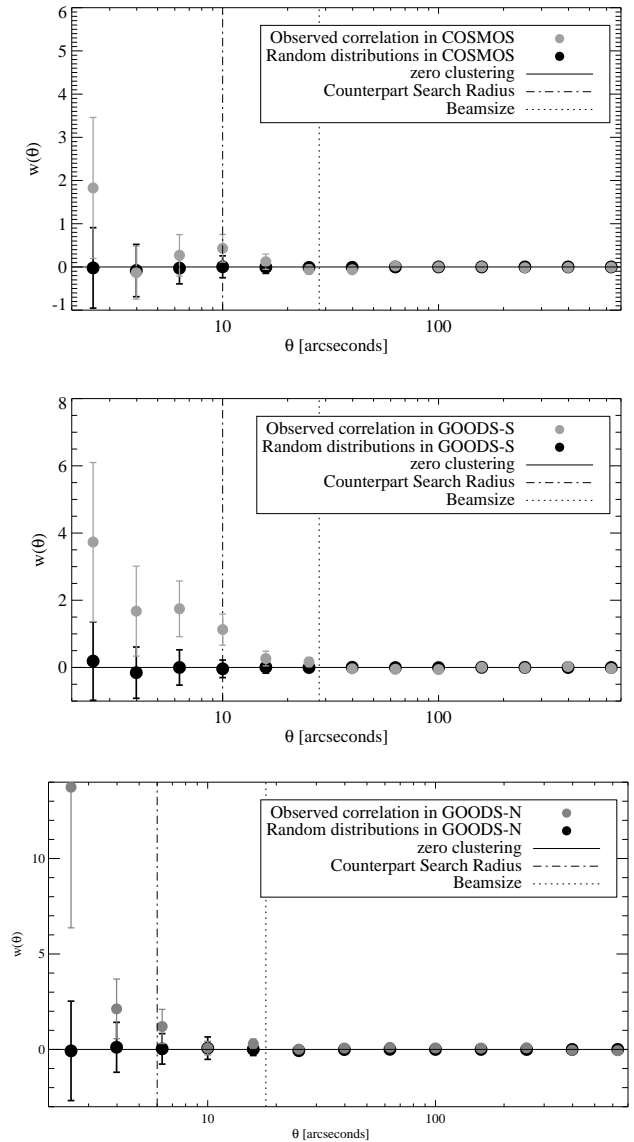 6
5
4
3
2
1
0
-1
w(θ)
Observed correlation in COSMOS
Random distributions in COSMOS
zero clustering
Counterpart Search Radius
Beamsize
10
100
θ [arcseconds]
8
6
4
2
0
w(θ)
Observed correlation in GOODS-S
Random distributions in GOODS-S
zero clustering
Counterpart Search Radius
Beamsize
10
100
θ [arcseconds]
10
5
0
w(θ)
Observed correlation in GOODS-N
Random distributions in GOODS-N
zero clustering
Counterpart Search Radius
Beamsize
10
100
θ [arcseconds]